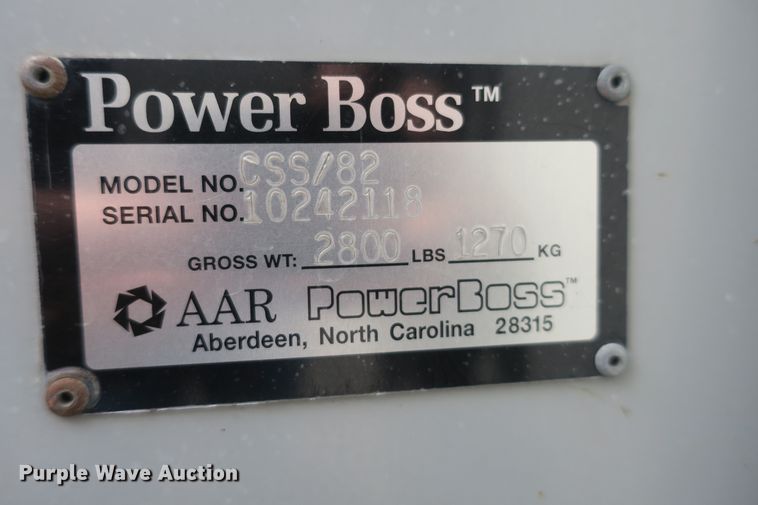 Power Boss™
MODEL NO. CSS/82
SERIAL NO. 10242118
GROSS WT: 2800 LBS 1270 KG
AAR PowerBoss™
Aberdeen, North Carolina 28315
Purple Wave Auction